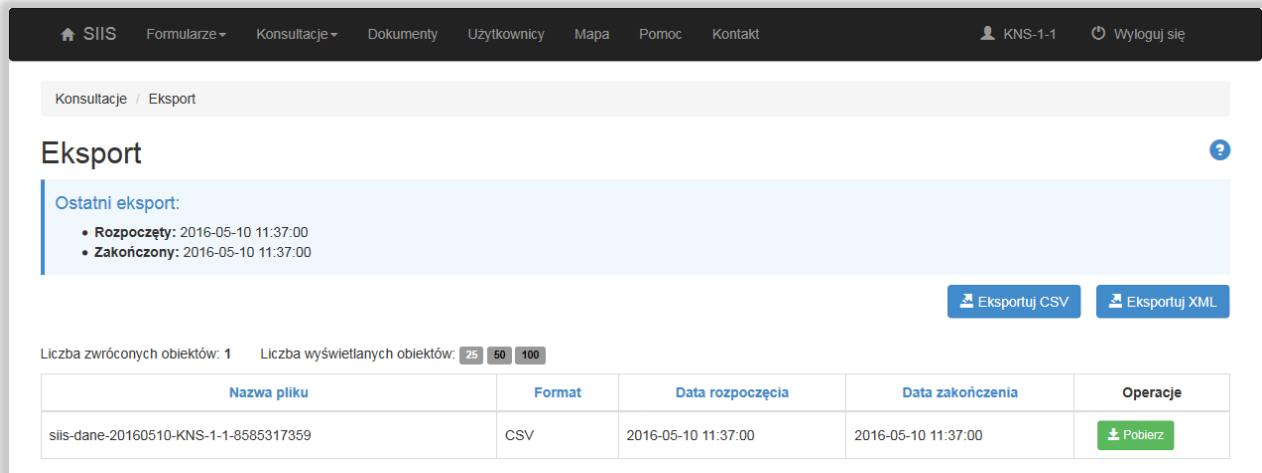 SIIS Formularze Konsultacje Dokumenty Użytkownicy Mapa Pomoc Kontakt KNS-1-1 Wyloguj się
Konsultacje / Eksport
Eksport ?
Ostatni eksport:
• Rozpoczęty: 2016-05-10 11:37:00
• Zakończony: 2016-05-10 11:37:00
Eksportuj CSV Eksportuj XML
Liczba zwróconych obiektów: 1 Liczba wyświetlanych obiektów: 25 50 100
Nazwa pliku Format Data rozpoczęcia Data zakończenia Operacje
siis-dane-20160510-KNS-1-1-8585317359 CSV 2016-05-10 11:37:00 2016-05-10 11:37:00 Pobierz